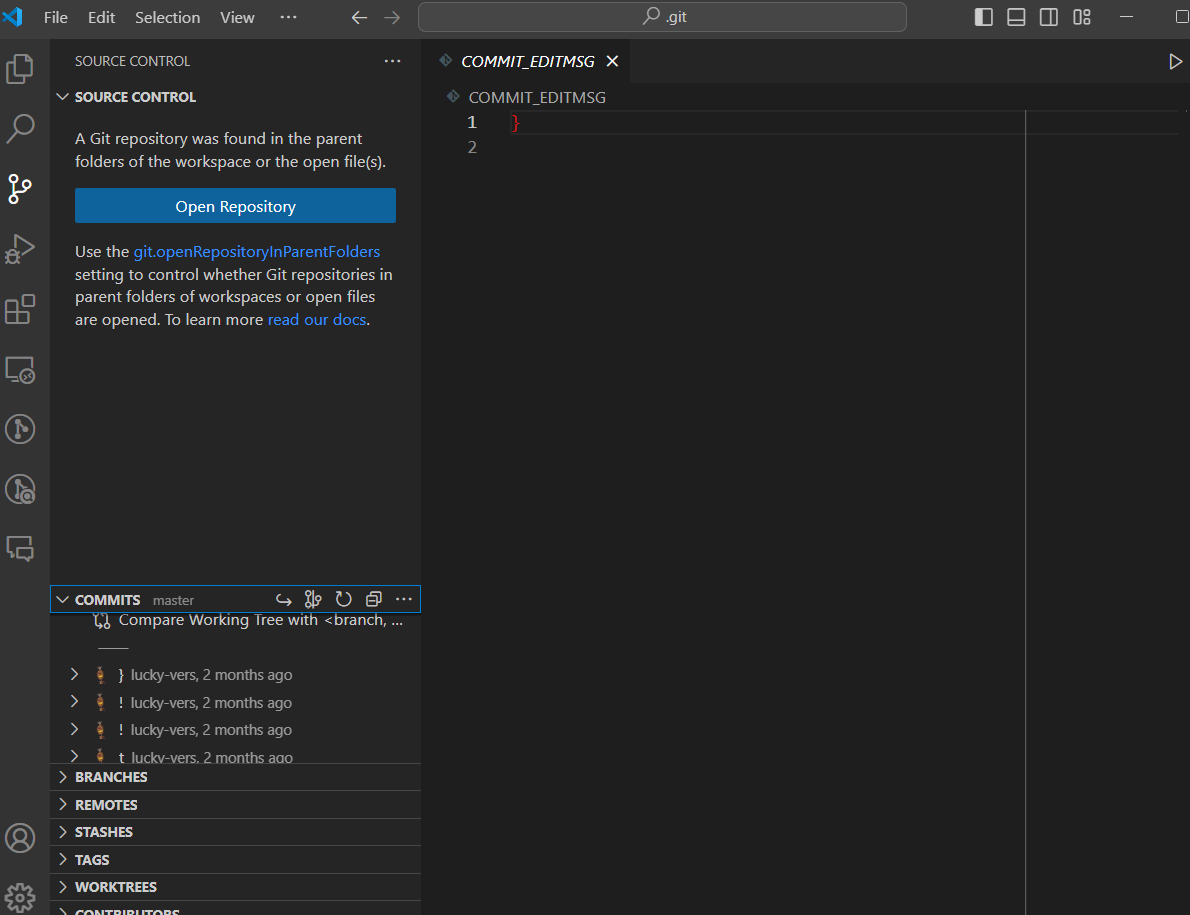 File Edit Selection View ··· .git
SOURCE CONTROL ···
COMMIT_EDITMSG
SOURCE CONTROL
COMMIT_EDITMSG
1 }
2
A Git repository was found in the parent
folders of the workspace or the open file(s).
Open Repository
Use the git.openRepositoryInParentFolders
setting to control whether Git repositories in
parent folders of workspaces or open files
are opened. To learn more read our docs.
COMMITS master ···
Compare Working Tree with <branch, ...
} lucky-vers, 2 months ago
! lucky-vers, 2 months ago
! lucky-vers, 2 months ago
t lucky-vers, 2 months ago
BRANCHES
REMOTES
STASHES
TAGS
WORKTREES
CONTRIBUTORS